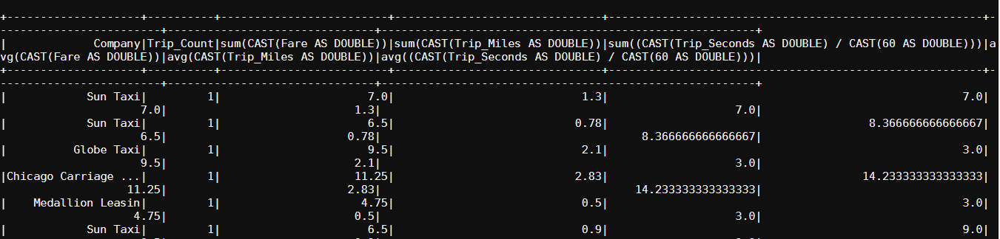 +--------------------+----------+-------------------------+-------------------------------+-------------------------------------------------------+-
------------------------+-------------------------------+-------------------------------------------------------+
|             Company|Trip_Count|sum(CAST(Fare AS DOUBLE))|sum(CAST(Trip_Miles AS DOUBLE))|sum((CAST(Trip_Seconds AS DOUBLE) / CAST(60 AS DOUBLE)))|a
vg(CAST(Fare AS DOUBLE))|avg(CAST(Trip_Miles AS DOUBLE))|avg((CAST(Trip_Seconds AS DOUBLE) / CAST(60 AS DOUBLE)))|
+--------------------+----------+-------------------------+-------------------------------+-------------------------------------------------------+-
------------------------+-------------------------------+-------------------------------------------------------+
|            Sun Taxi|         1|                      7.0|                            1.3|                                                    7.0|
                     7.0|                            1.3|                                                    7.0|
|            Sun Taxi|         1|                      6.5|                           0.78|                                      8.366666666666667|
                     6.5|                           0.78|                                      8.366666666666667|
|          Globe Taxi|         1|                      9.5|                            2.1|                                                    3.0|
                     9.5|                            2.1|                                                    3.0|
|Chicago Carriage ...|         1|                    11.25|                           2.83|                                     14.233333333333333|
                   11.25|                           2.83|                                     14.233333333333333|
|    Medallion Leasin|         1|                     4.75|                            0.5|                                                    3.0|
                    4.75|                            0.5|                                                    3.0|
|            Sun Taxi|         1|                      6.5|                            0.9|                                                    9.0|